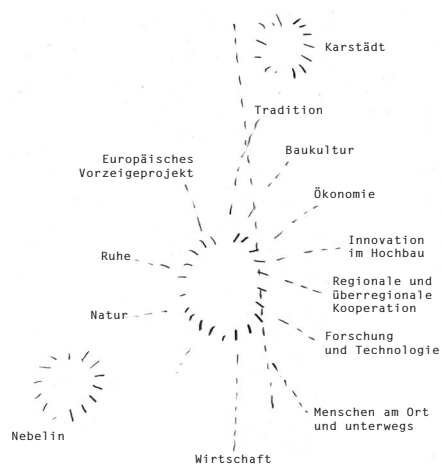 Karstädt
Tradition
Baukultur
Europäisches
Vorzeigeprojekt
Ökonomie
Innovation
im Hochbau
Ruhe
Regionale und
überregionale
Kooperation
Natur
Forschung
und Technologie
Menschen am Ort
und unterwegs
Nebelin
Wirtschaft